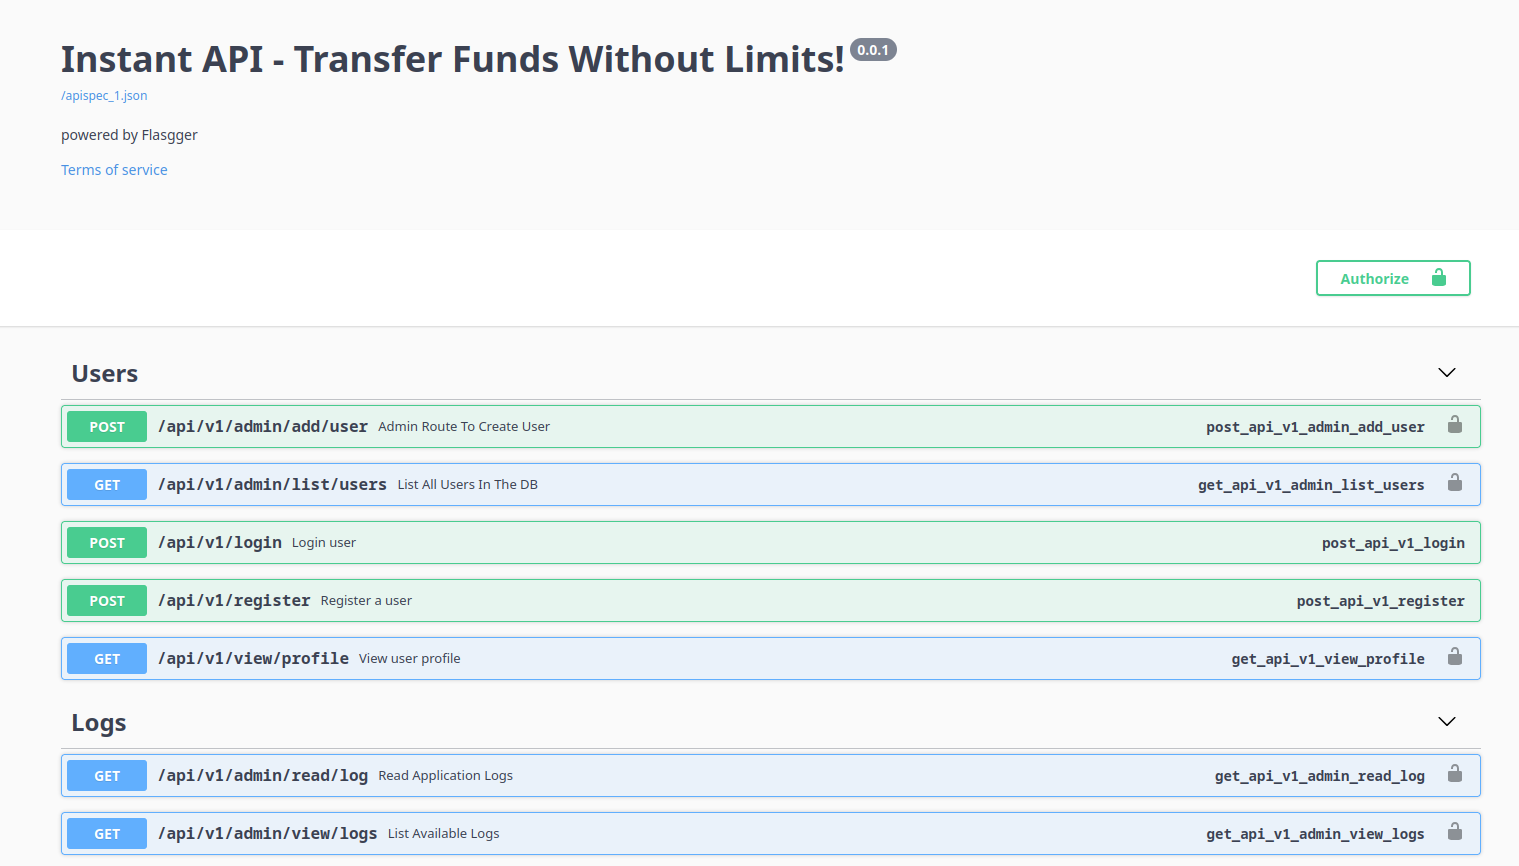 Instant API - Transfer Funds Without Limits! 0.0.1
/apispec_1.json
powered by Flasgger
Terms of service
Authorize
Users
POST /api/v1/admin/add/user Admin Route To Create User post_api_v1_admin_add_user
GET /api/v1/admin/list/users List All Users In The DB get_api_v1_admin_list_users
POST /api/v1/login Login user post_api_v1_login
POST /api/v1/register Register a user post_api_v1_register
GET /api/v1/view/profile View user profile get_api_v1_view_profile
Logs
GET /api/v1/admin/read/log Read Application Logs get_api_v1_admin_read_log
GET /api/v1/admin/view/logs List Available Logs get_api_v1_admin_view_logs